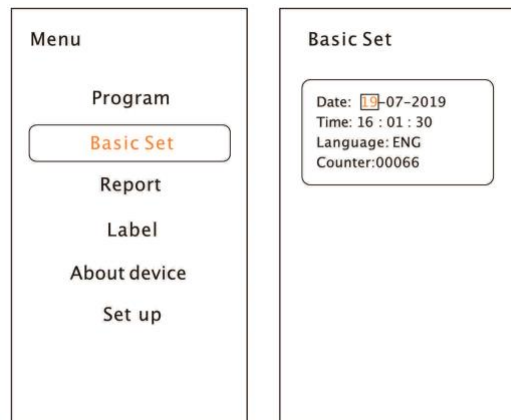 Menu
Program
Basic Set
Report
Label
About device
Set up
Basic Set
Date: 19-07-2019
Time: 16 : 01 : 30
Language: ENG
Counter:00066